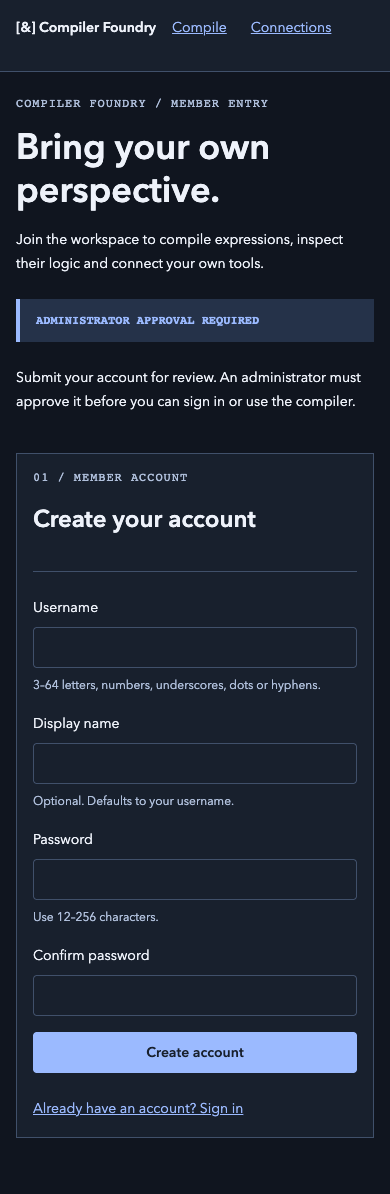 [&] Compiler Foundry Compile Connections
COMPILER FOUNDRY / MEMBER ENTRY
Bring your own
perspective.
Join the workspace to compile expressions, inspect
their logic and connect your own tools.
ADMINISTRATOR APPROVAL REQUIRED
Submit your account for review. An administrator must
approve it before you can sign in or use the compiler.
01 / MEMBER ACCOUNT
Create your account
Username
3–64 letters, numbers, underscores, dots or hyphens.
Display name
Optional. Defaults to your username.
Password
Use 12–256 characters.
Confirm password
Create account
Already have an account? Sign in